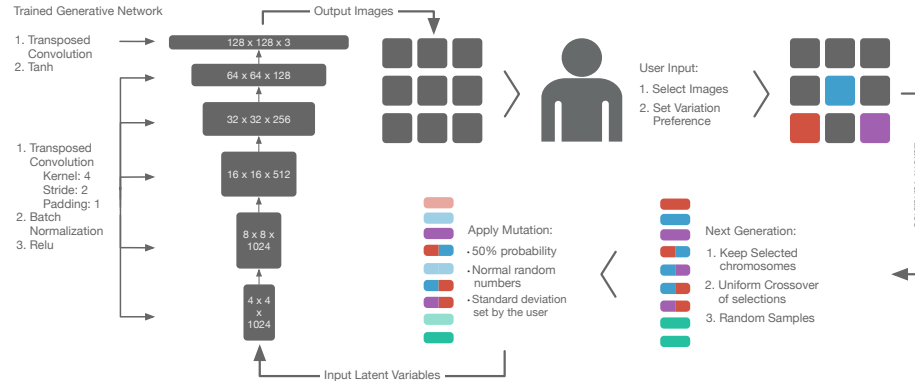 Trained Generative Network
Output Images
1. Transposed
Convolution
2. Tanh
128 x 128 x 3
64 x 64 x 128
32 x 32 x 256
16 x 16 x 512
8 x 8 x
1024
4 x 4
x
1024
1. Transposed
Convolution
Kernel: 4
Stride: 2
Padding: 1
2. Batch
Normalization
3. Relu
User Input:
1. Select Images
2. Set Variation
Preference
Apply Mutation:
· 50% probability
· Normal random
numbers
· Standard deviation
set by the user
Next Generation:
1. Keep Selected
chromosomes
2. Uniform Crossover
of selections
3. Random Samples
Input Latent Variables